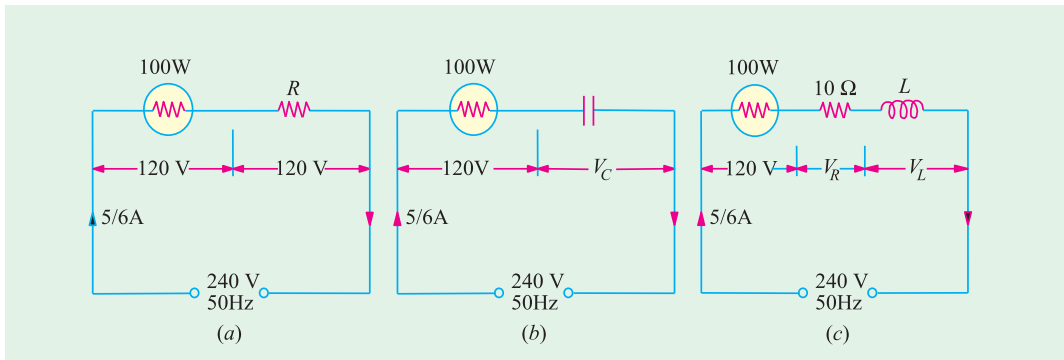 100W
R
120 V
120 V
5/6A
240 V
50Hz
(a)
100W
120V
V_C
5/6A
240 V
50Hz
(b)
100W
10 Ω
L
120 V
V_R
V_L
5/6A
240 V
50Hz
(c)